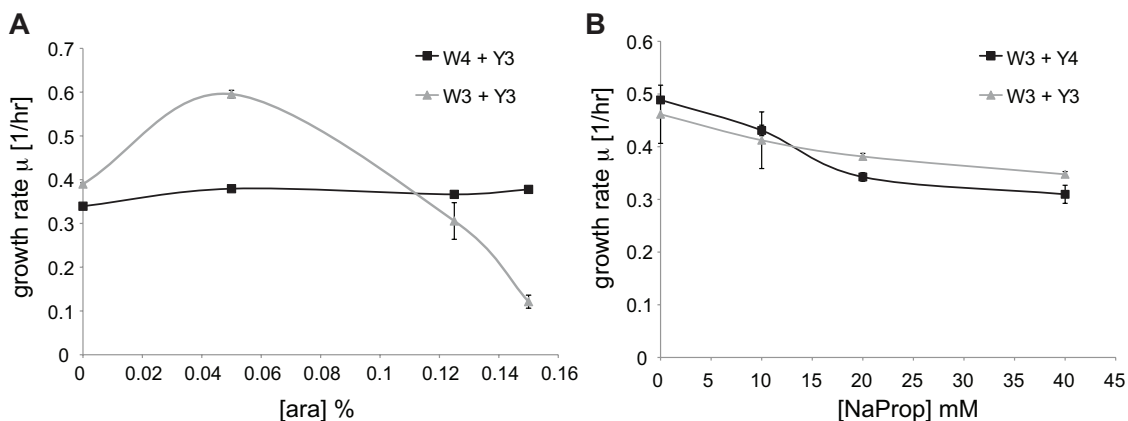 A
growth rate μ [1/hr]
0.7
0.6
0.5
0.4
0.3
0.2
0.1
0
0 0.02 0.04 0.06 0.08 0.1 0.12 0.14 0.16
[ara] %
W4 + Y3
W3 + Y3
B
growth rate μ [1/hr]
0.6
0.5
0.4
0.3
0.2
0.1
0
0 5 10 15 20 25 30 35 40 45
[NaProp] mM
W3 + Y4
W3 + Y3